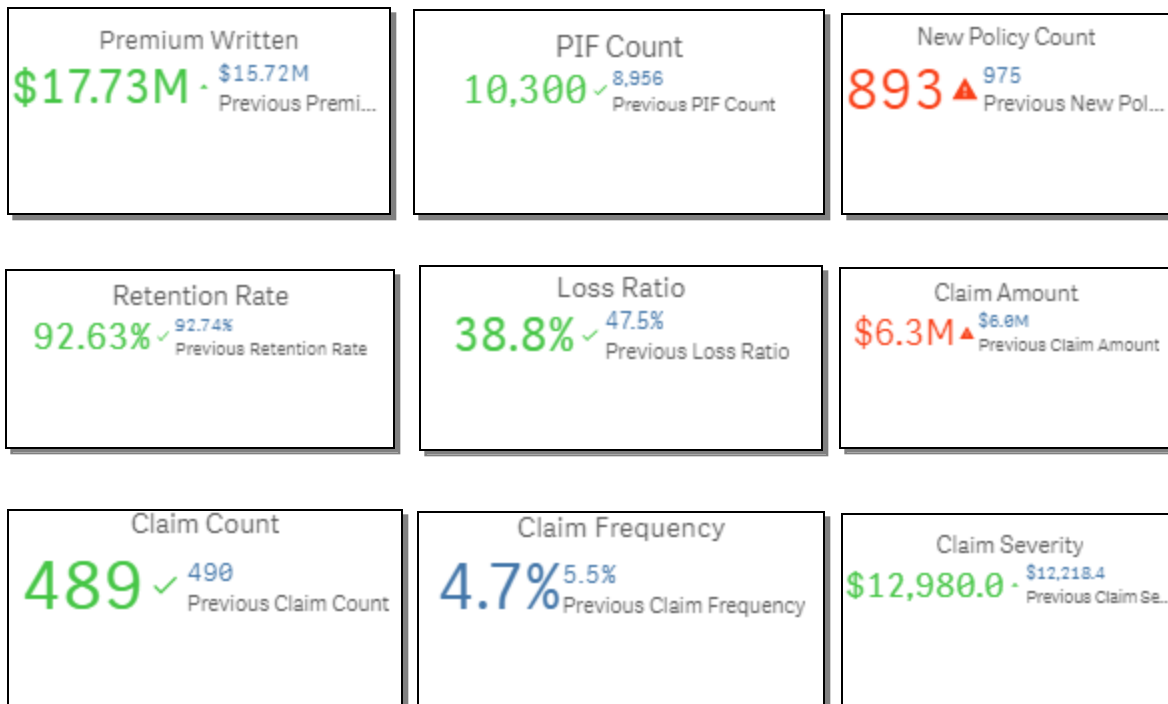 Premium Written
$17.73M
$15.72M
Previous Premi...
PIF Count
10,300
8,956
Previous PIF Count
New Policy Count
893
975
Previous New Pol...
Retention Rate
92.63%
92.74%
Previous Retention Rate
Loss Ratio
38.8%
47.5%
Previous Loss Ratio
Claim Amount
$6.3M
$6.0M
Previous Claim Amount
Claim Count
489
490
Previous Claim Count
Claim Frequency
4.7%
5.5%
Previous Claim Frequency
Claim Severity
$12,980.0
$12,218.4
Previous Claim Se...